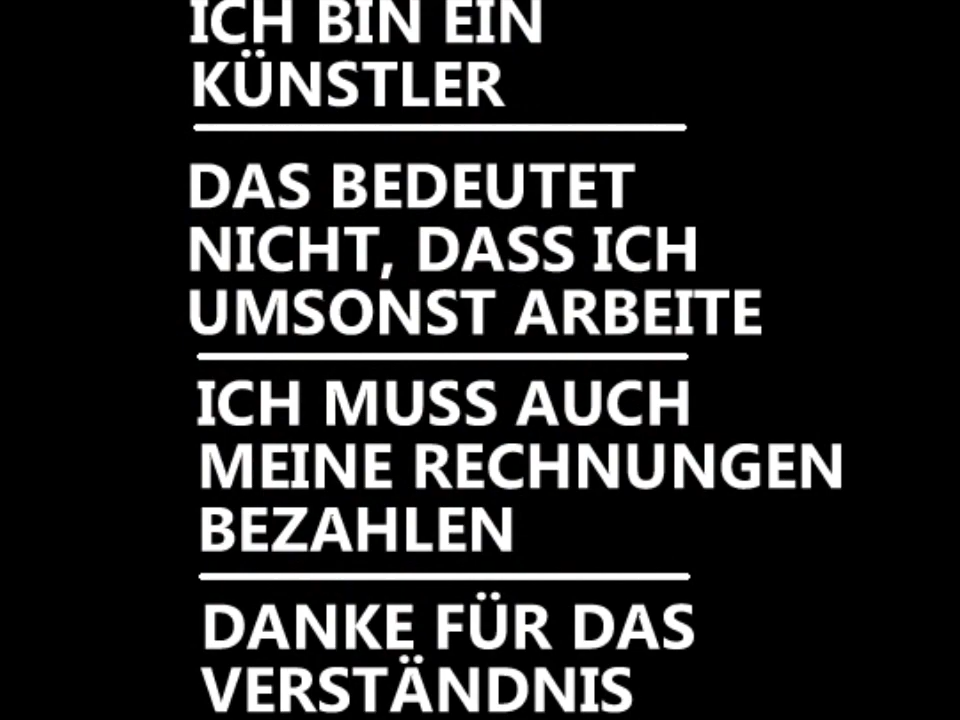 ICH BIN EIN
KÜNSTLER
DAS BEDEUTET
NICHT, DASS ICH
UMSONST ARBEITE
ICH MUSS AUCH
MEINE RECHNUNGEN
BEZAHLEN
DANKE FÜR DAS
VERSTÄNDNIS